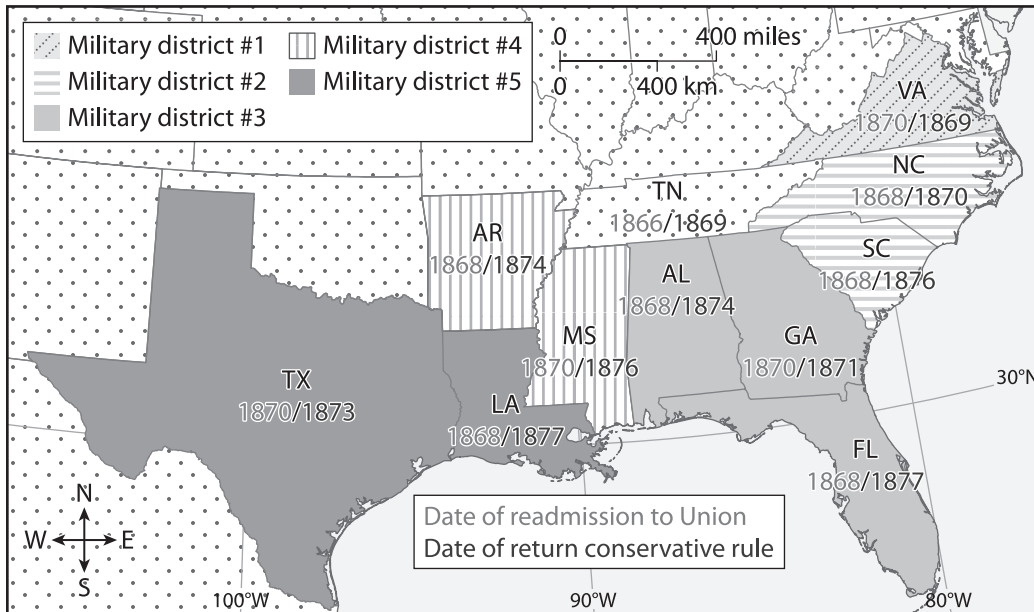 Military district #1
Military district #2
Military district #3
Military district #4
Military district #5
0 400 miles
0 400 km
VA
1870/1869
NC
1868/1870
TN
1866/1869
SC
1868/1876
AR
1868/1874
AL
1868/1874
MS
1870/1876
GA
1870/1871
TX
1870/1873
LA
1868/1877
FL
1868/1877
30°N
N
W E
S
Date of readmission to Union
Date of return conservative rule
100°W
90°W
80°W